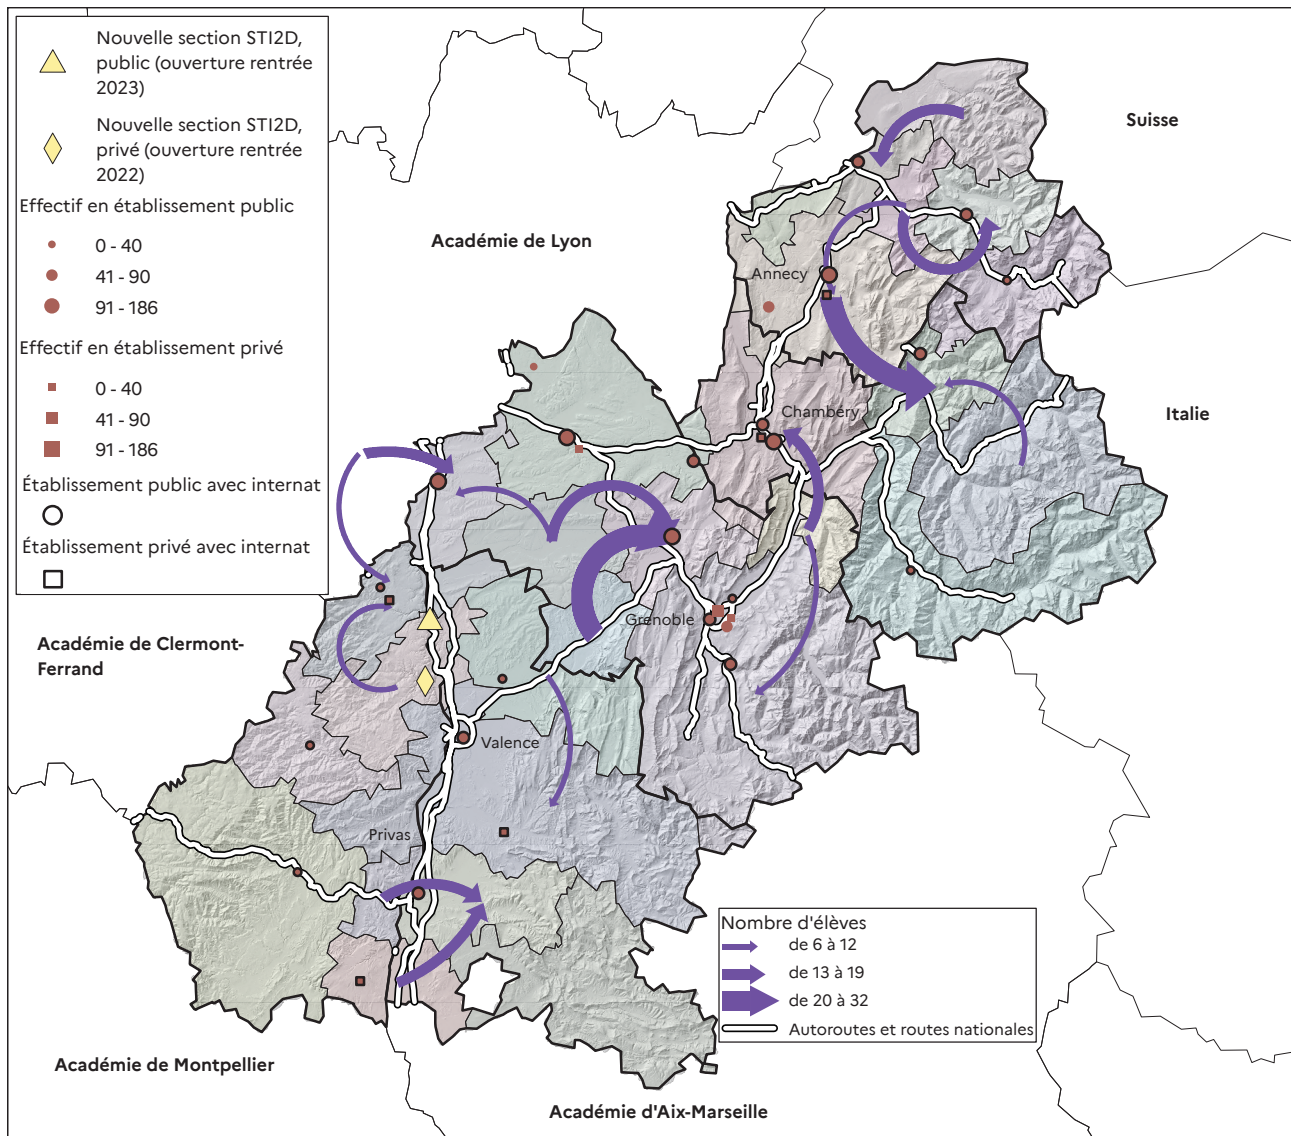 Nouvelle section STI2D,
public (ouverture rentrée
2023)
Nouvelle section STI2D,
privé (ouverture rentrée
2022)
Effectif en établissement public
0 - 40
41 - 90
91 - 186
Effectif en établissement privé
0 - 40
41 - 90
91 - 186
Établissement public avec internat
Établissement privé avec internat
Suisse
Académie de Lyon
Annecy
Italie
Chambéry
Grenoble
Académie de Clermont-
Ferrand
Valence
Privas
Nombre d'élèves
de 6 à 12
de 13 à 19
de 20 à 32
Autoroutes et routes nationales
Académie de Montpellier
Académie d'Aix-Marseille